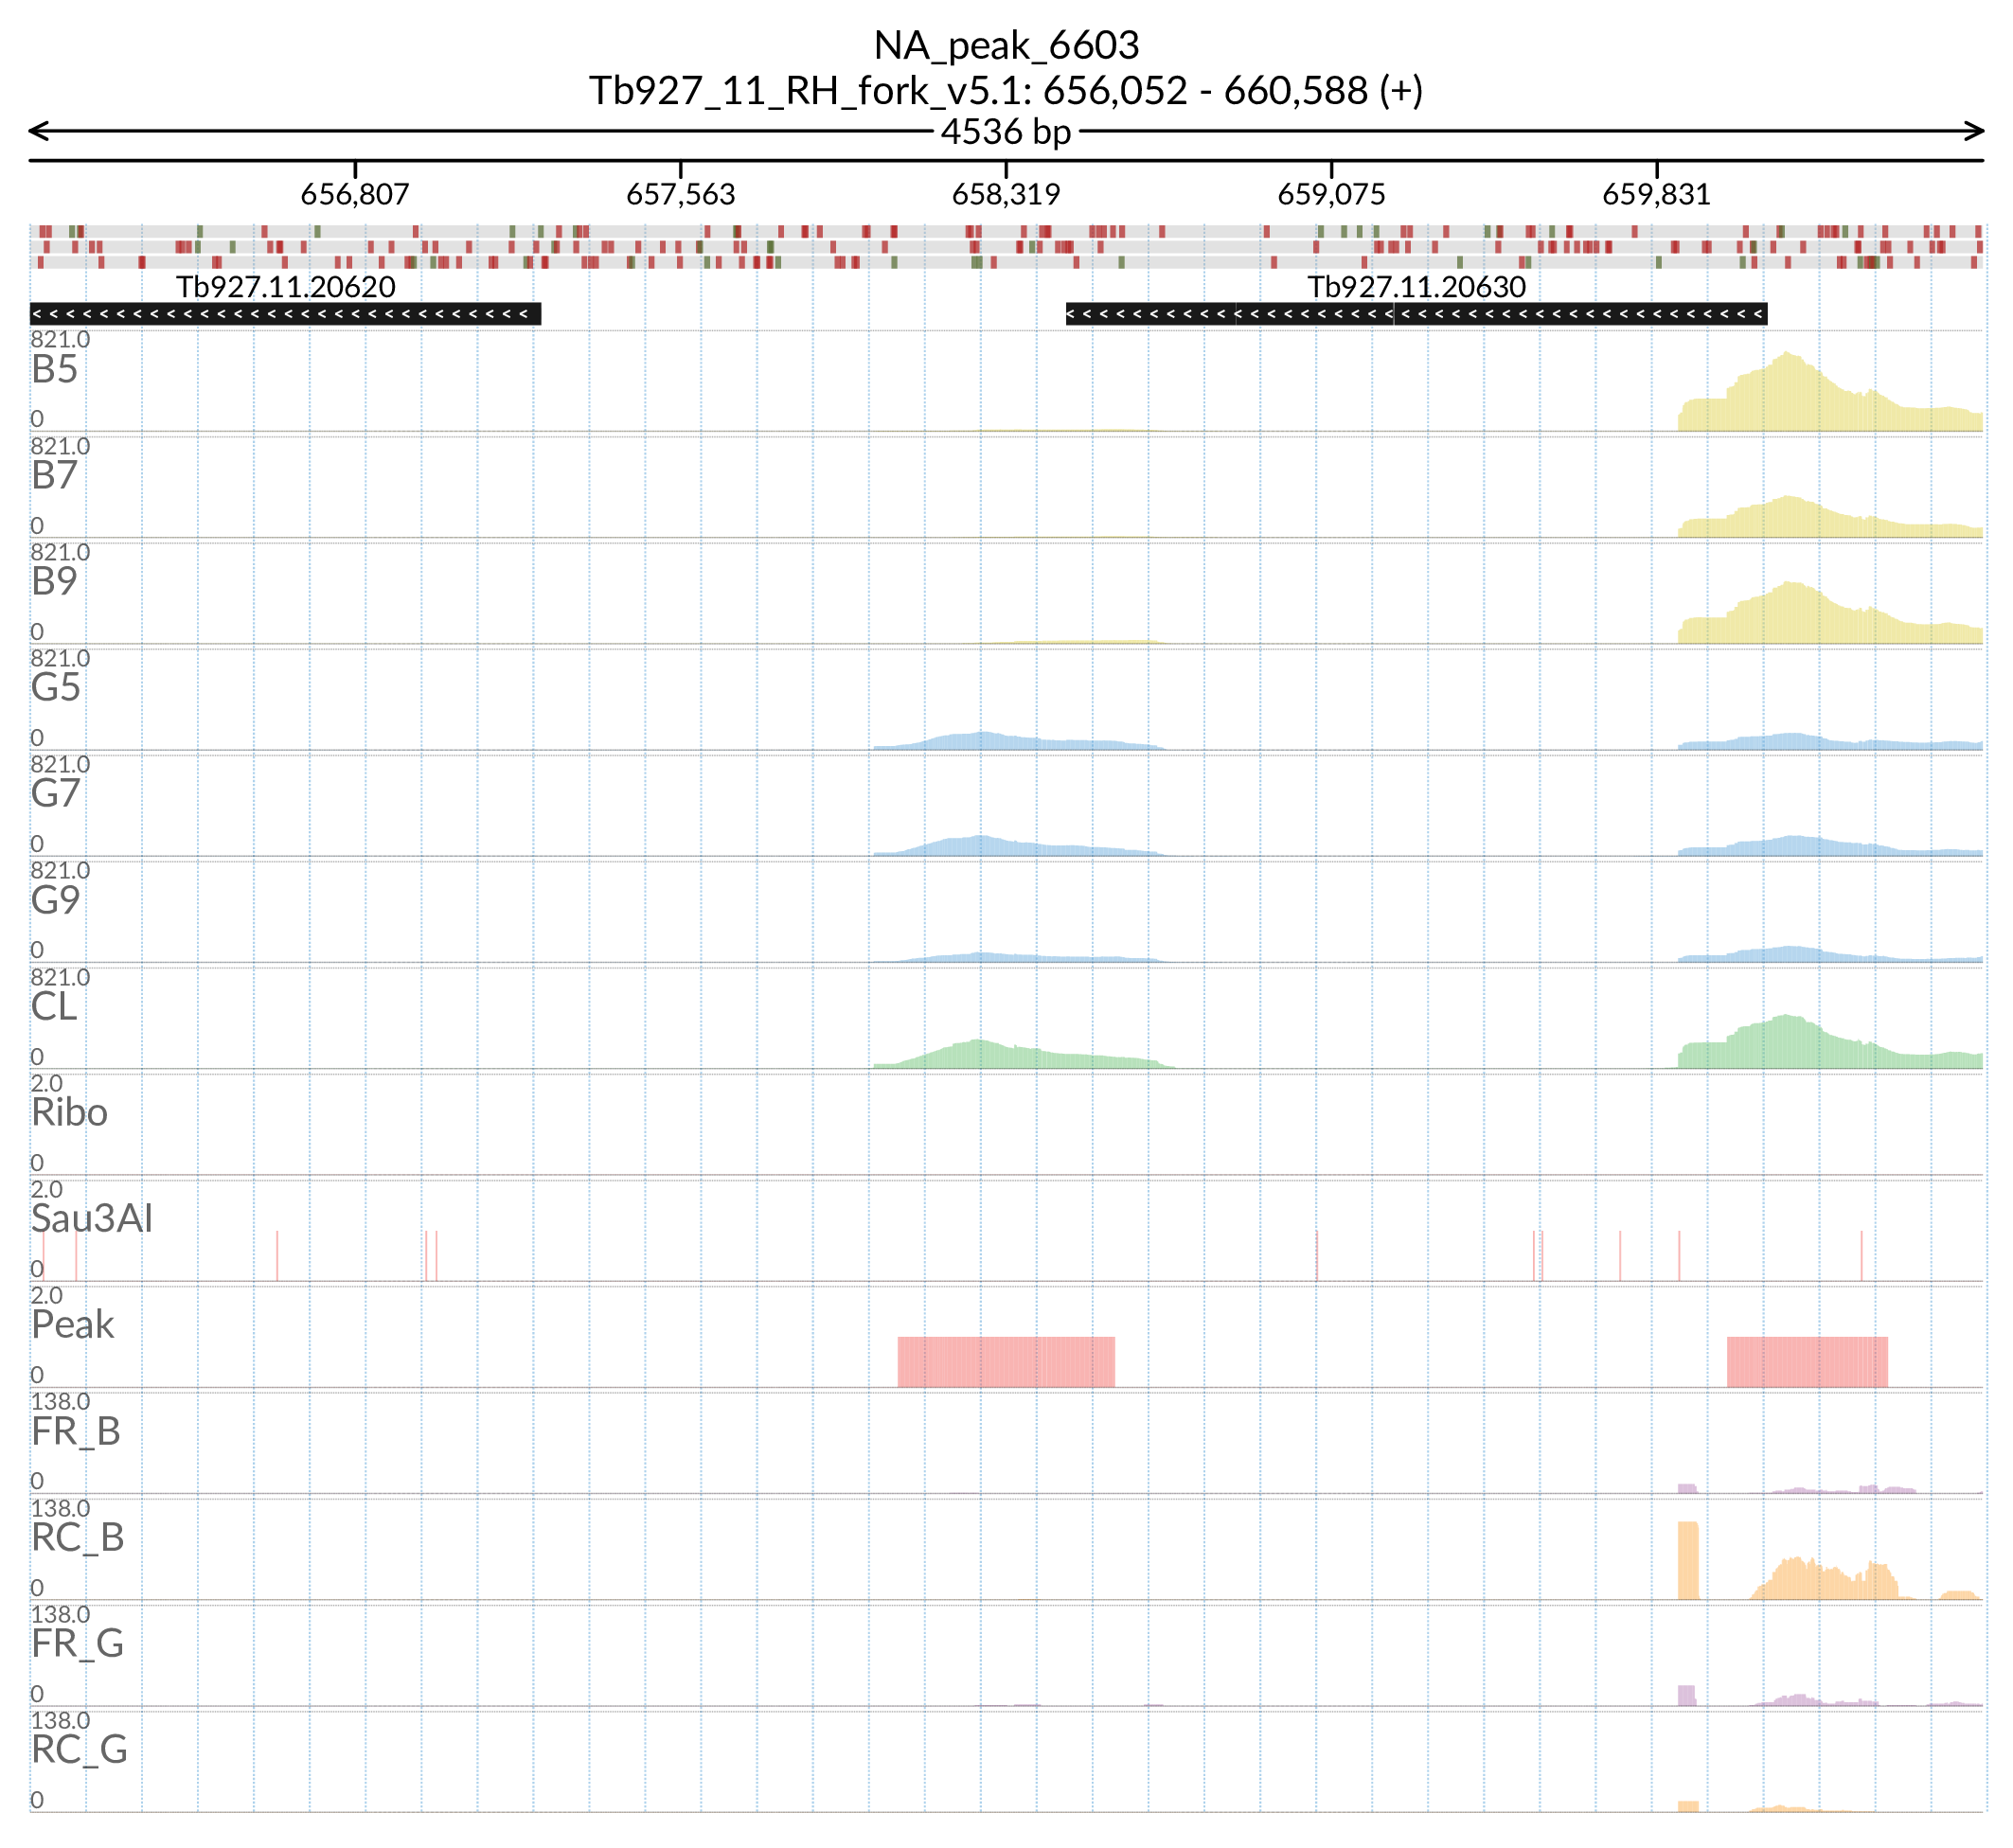 NA_peak_6603
Tb927_11_RH_fork_v5.1: 656,052 - 660,588 (+)
4536 bp
656,807 657,563 658,319 659,075 659,831
Tb927.11.20620 Tb927.11.20630
821.0
B5
0
821.0
B7
0
821.0
B9
0
821.0
G5
0
821.0
G7
0
821.0
G9
0
821.0
CL
0
2.0
Ribo
0
2.0
Sau3AI
0
2.0
Peak
0
138.0
FR_B
0
138.0
RC_B
0
138.0
FR_G
0
138.0
RC_G
0